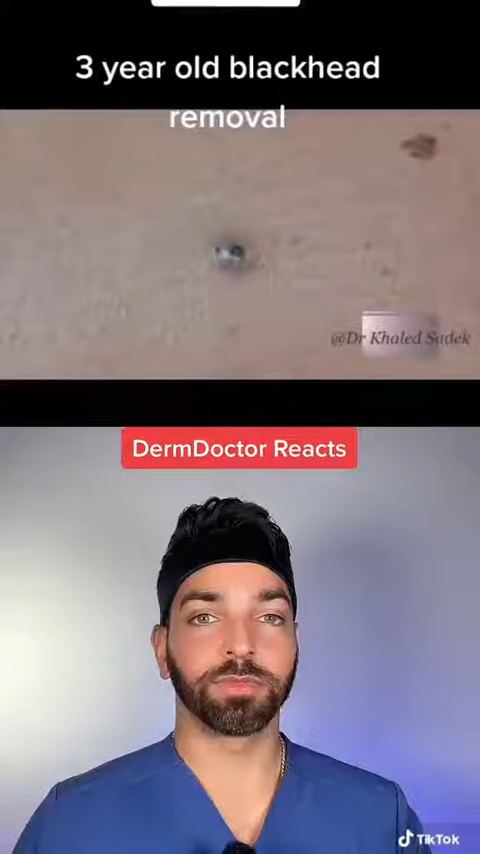 3 year old blackhead
removal
@Dr Khaled Sadek
DermDoctor Reacts
TikTok